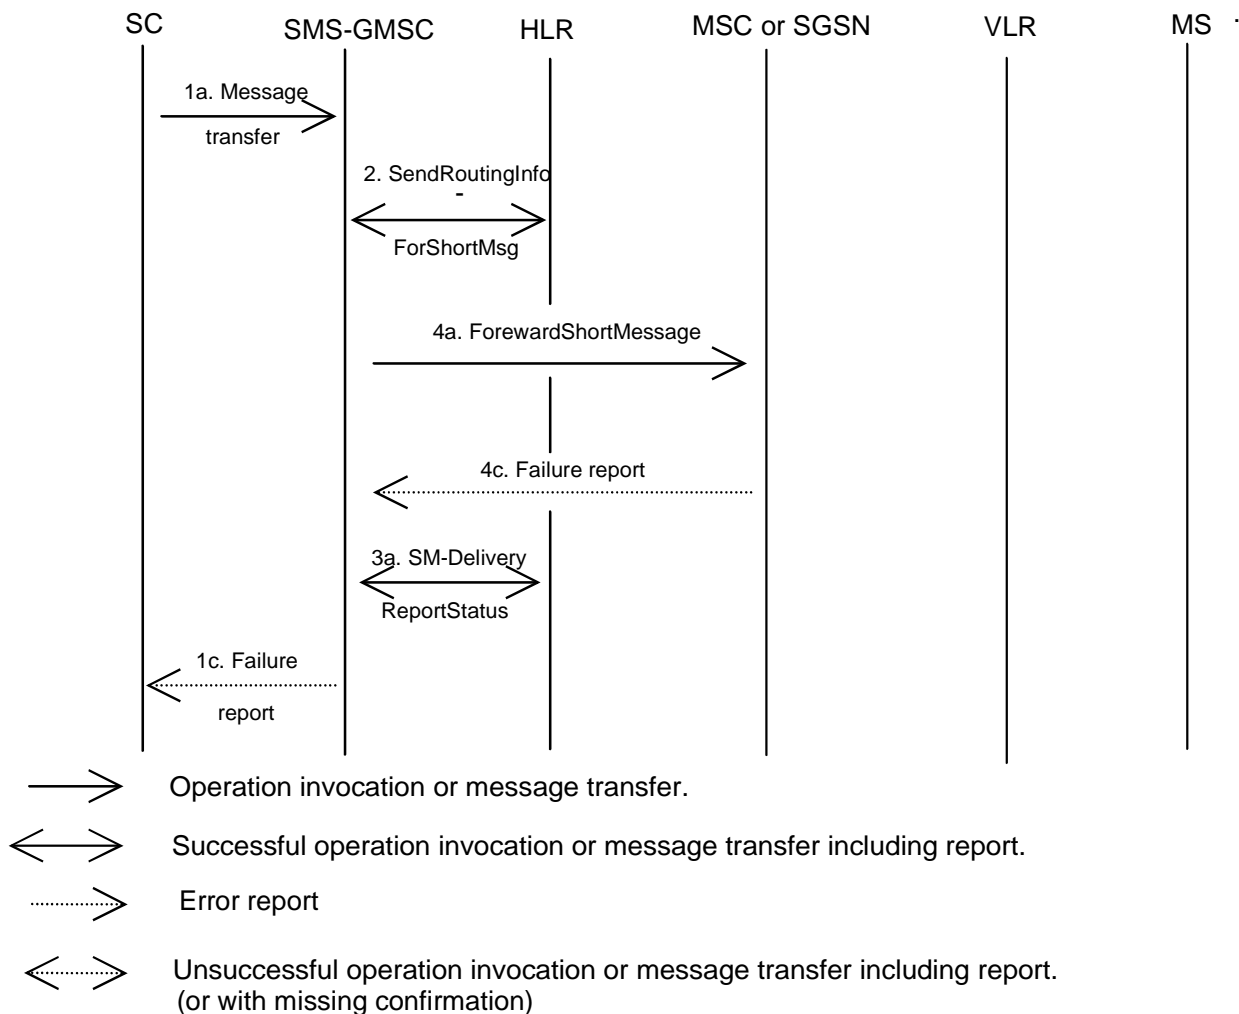 SC
SMS-GMSC
HLR
MSC or SGSN
VLR
MS
1a. Message
transfer
2. SendRoutingInfo
-
ForShortMsg
4a. ForewardShortMessage
4c. Failure report
3a. SM-Delivery
ReportStatus
1c. Failure
report
Operation invocation or message transfer.
Successful operation invocation or message transfer including report.
Error report
Unsuccessful operation invocation or message transfer including report.
(or with missing confirmation)